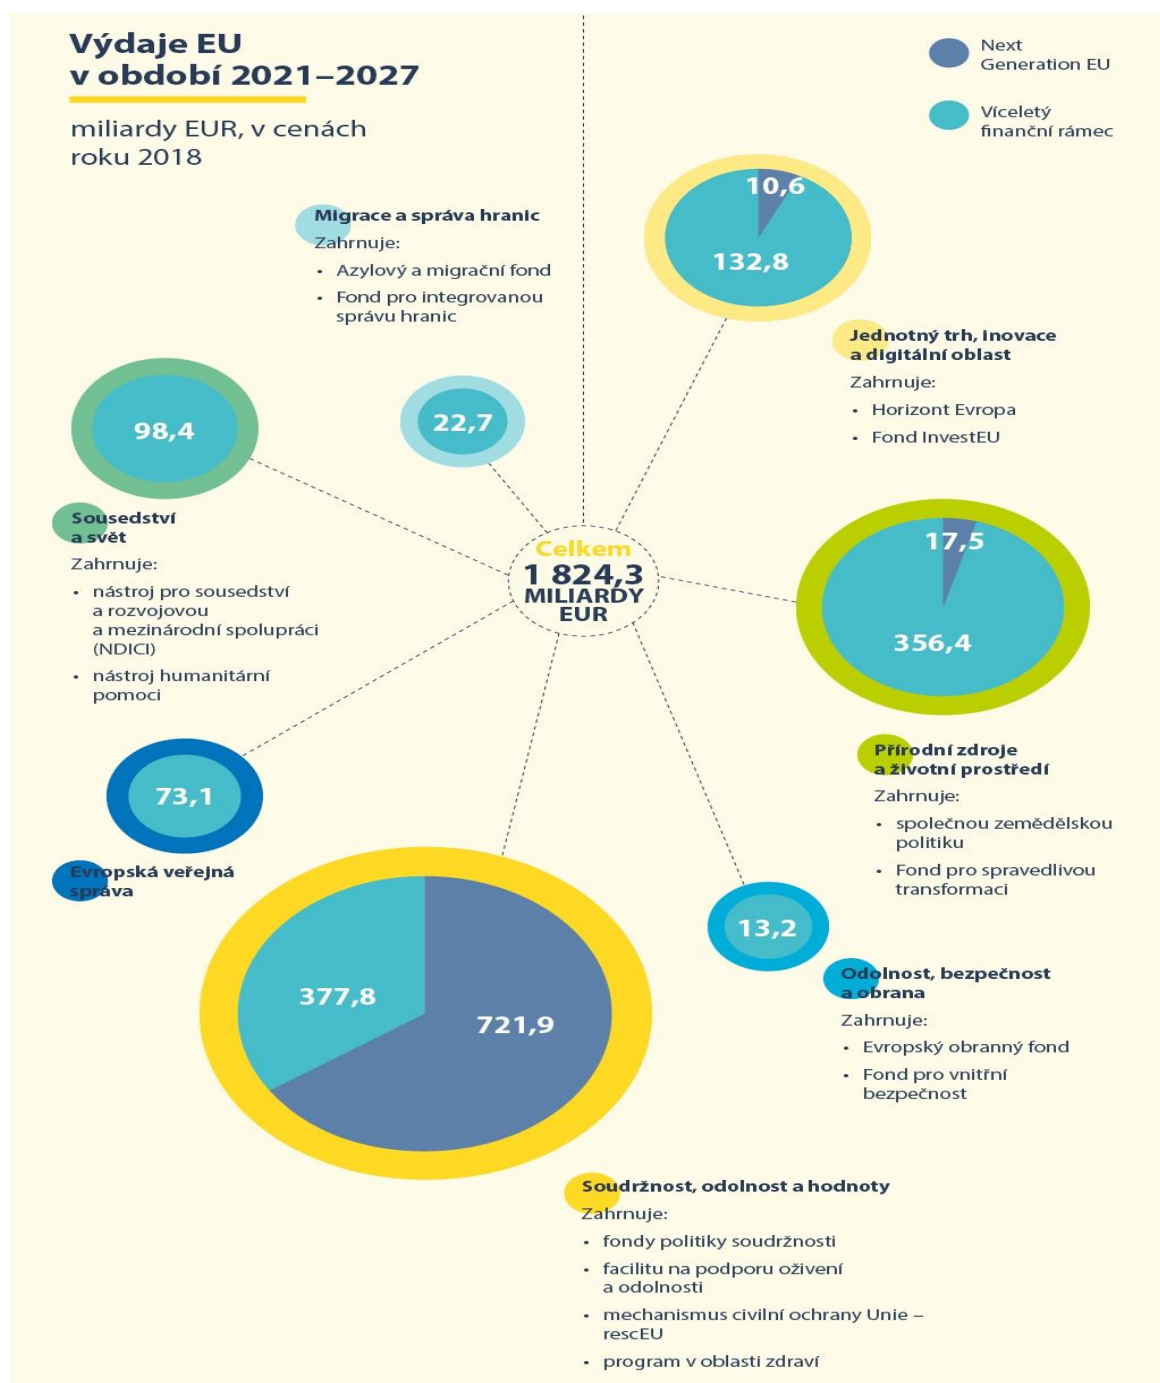 Výdaje EU
v období 2021–2027
miliardy EUR, v cenách
roku 2018
Next
Generation EU
Víceletý
finanční rámec
Migrace a správa hranic
Zahrnuje:
• Azylový a migrační fond
• Fond pro integrovanou
správu hranic
10,6
132,8
Jednotný trh, inovace
a digitální oblast
Zahrnuje:
• Horizont Evropa
• Fond InvestEU
98,4
22,7
Sousedství
a svět
Zahrnuje:
• nástroj pro sousedství
a rozvojovou
a mezinárodní spolupráci
(NDICI)
• nástroj humanitární
pomoci
Celkem
1 824,3
MILIARDY
EUR
17,5
356,4
Přírodní zdroje
a životní prostředí
Zahrnuje:
• společnou zemědělskou
politiku
• Fond pro spravedlivou
transformaci
73,1
Evropská veřejná
správa
377,8
721,9
13,2
Odolnost, bezpečnost
a obrana
Zahrnuje:
• Evropský obranný fond
• Fond pro vnitřní
bezpečnost
Soudržnost, odolnost a hodnoty
Zahrnuje:
• fondy politiky soudržnosti
• facilitu na podporu oživení
a odolnosti
• mechanismus civilní ochrany Unie –
rescEU
• program v oblasti zdraví